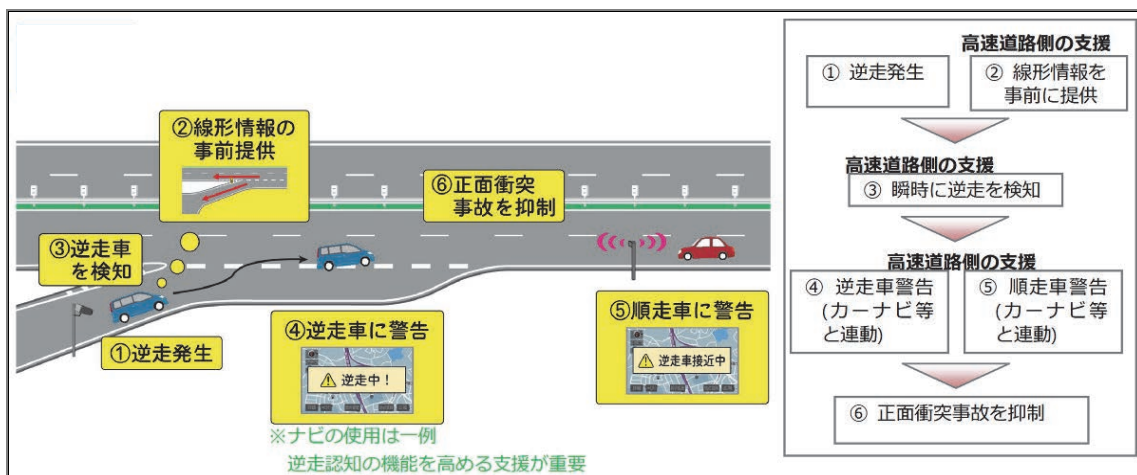 ②線形情報の
事前提供
⑥正面衝突
事故を抑制
③逆走車
を検知
①逆走発生
④逆走車に警告
逆走中！
⑤順走車に警告
逆走車接近中
※ナビの使用は一例
逆走認知の機能を高める支援が重要
高速道路側の支援
① 逆走発生
② 線形情報を
事前に提供
高速道路側の支援
③ 瞬時に逆走を検知
高速道路側の支援
④ 逆走車警告
(カーナビ等
と連動)
⑤ 順走車警告
(カーナビ等
と連動)
⑥ 正面衝突事故を抑制